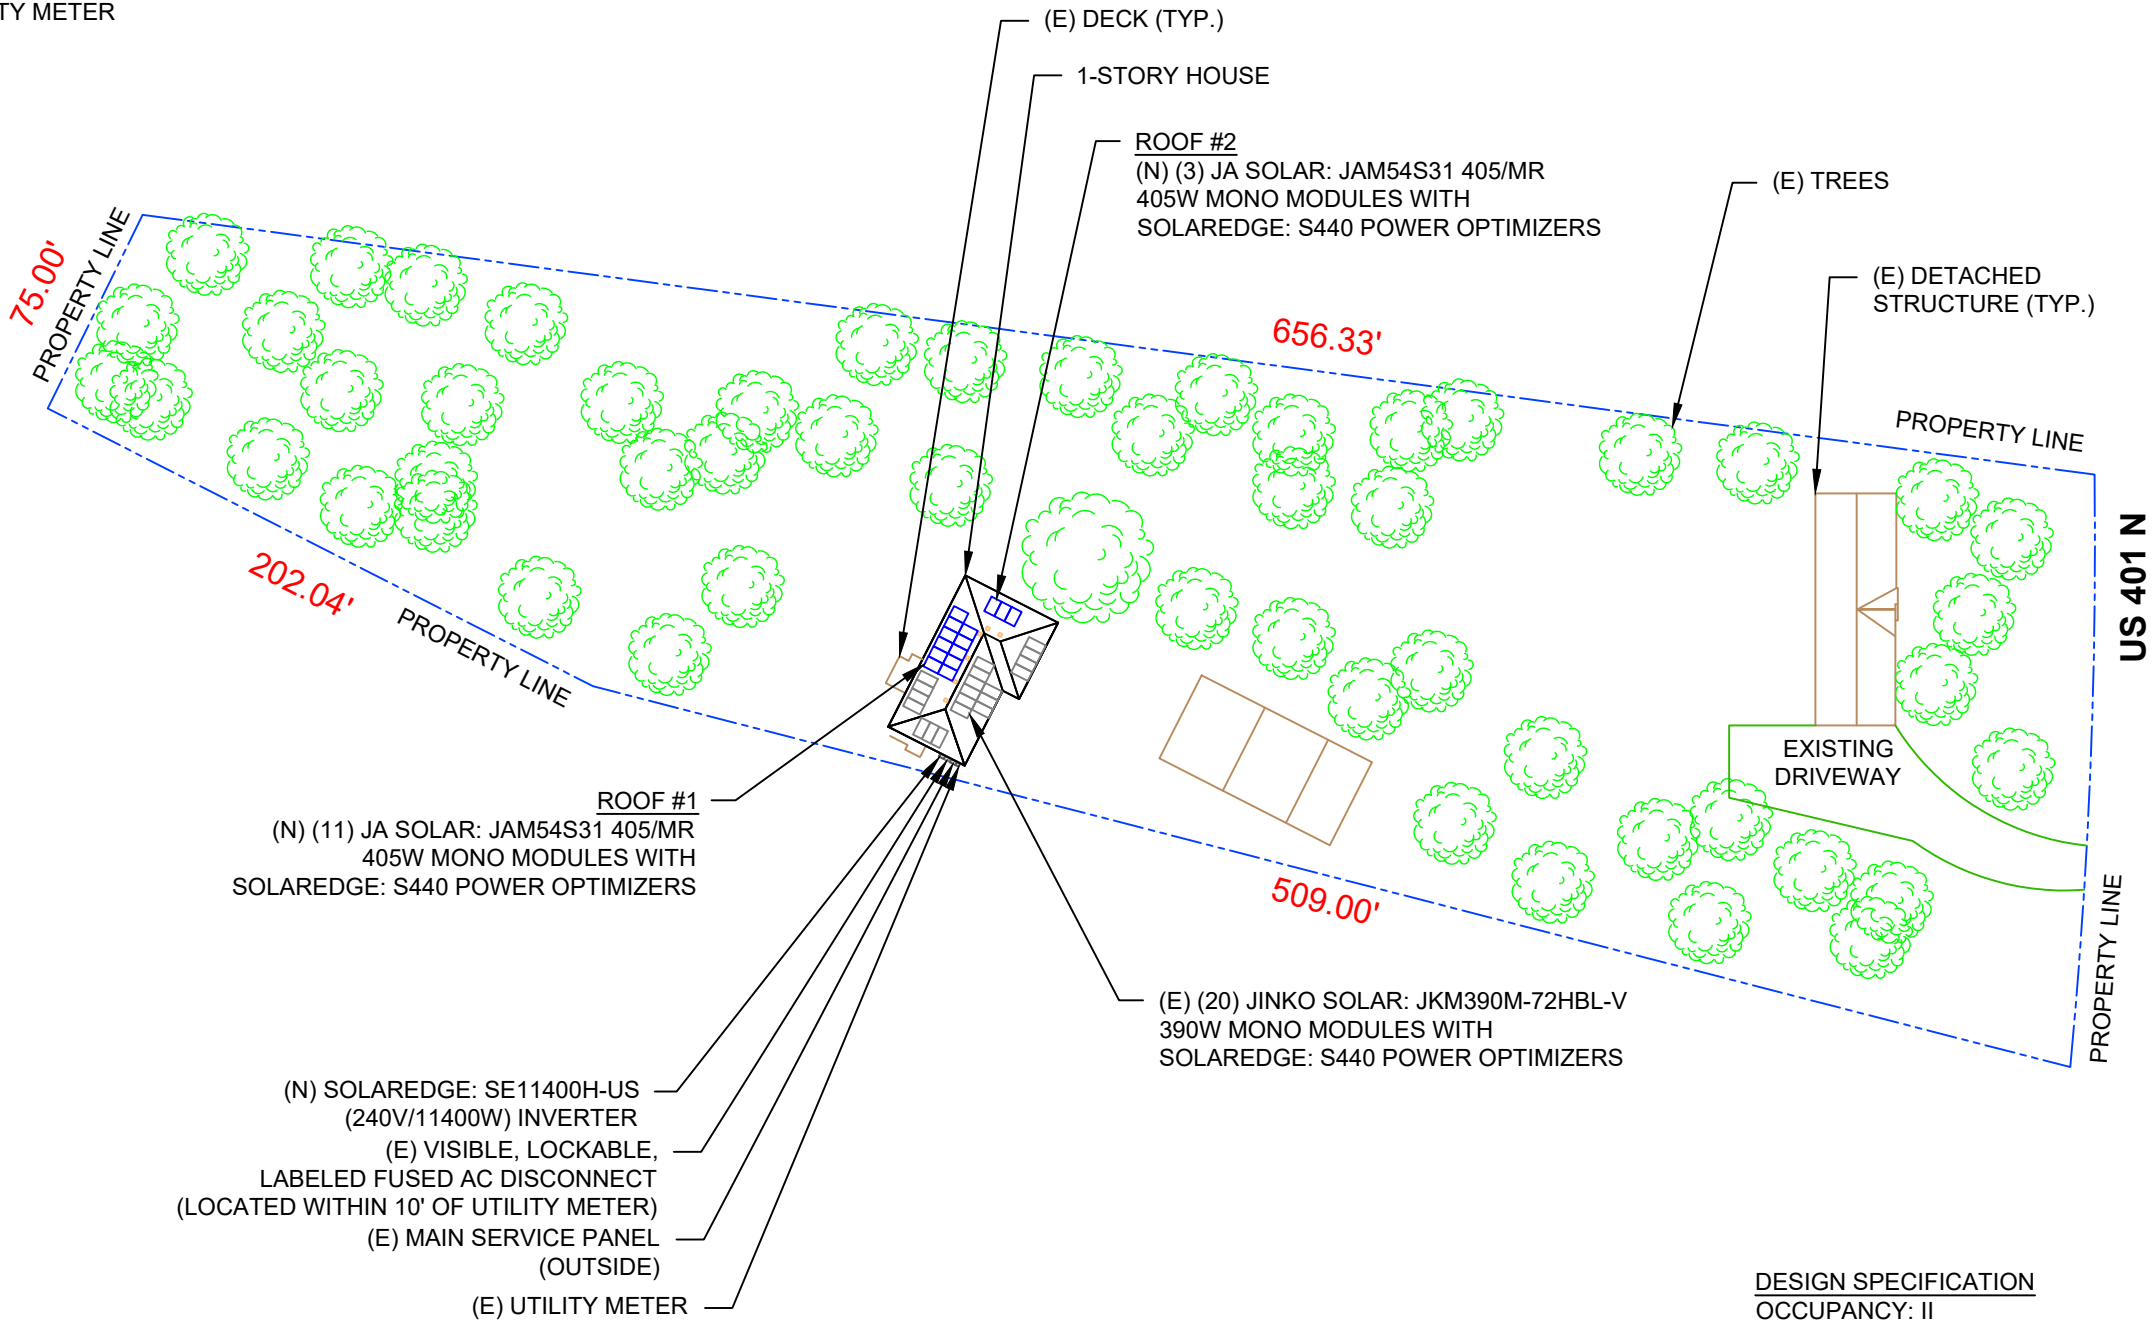 TY METER
(E) DECK (TYP.)
1-STORY HOUSE
ROOF #2
(N) (3) JA SOLAR: JAM54S31 405/MR
405W MONO MODULES WITH
SOLAREDGE: S440 POWER OPTIMIZERS
(E) TREES
(E) DETACHED
STRUCTURE (TYP.)
75.00'
PROPERTY LINE
656.33'
PROPERTY LINE
US 401 N
202.04'
PROPERTY LINE
EXISTING
DRIVEWAY
ROOF #1
(N) (11) JA SOLAR: JAM54S31 405/MR
405W MONO MODULES WITH
SOLAREDGE: S440 POWER OPTIMIZERS
509.00'
PROPERTY LINE
(E) (20) JINKO SOLAR: JKM390M-72HBL-V
390W MONO MODULES WITH
SOLAREDGE: S440 POWER OPTIMIZERS
(N) SOLAREDGE: SE11400H-US
(240V/11400W) INVERTER
(E) VISIBLE, LOCKABLE,
LABELED FUSED AC DISCONNECT
(LOCATED WITHIN 10' OF UTILITY METER)
(E) MAIN SERVICE PANEL
(OUTSIDE)
(E) UTILITY METER
DESIGN SPECIFICATION
OCCUPANCY: II